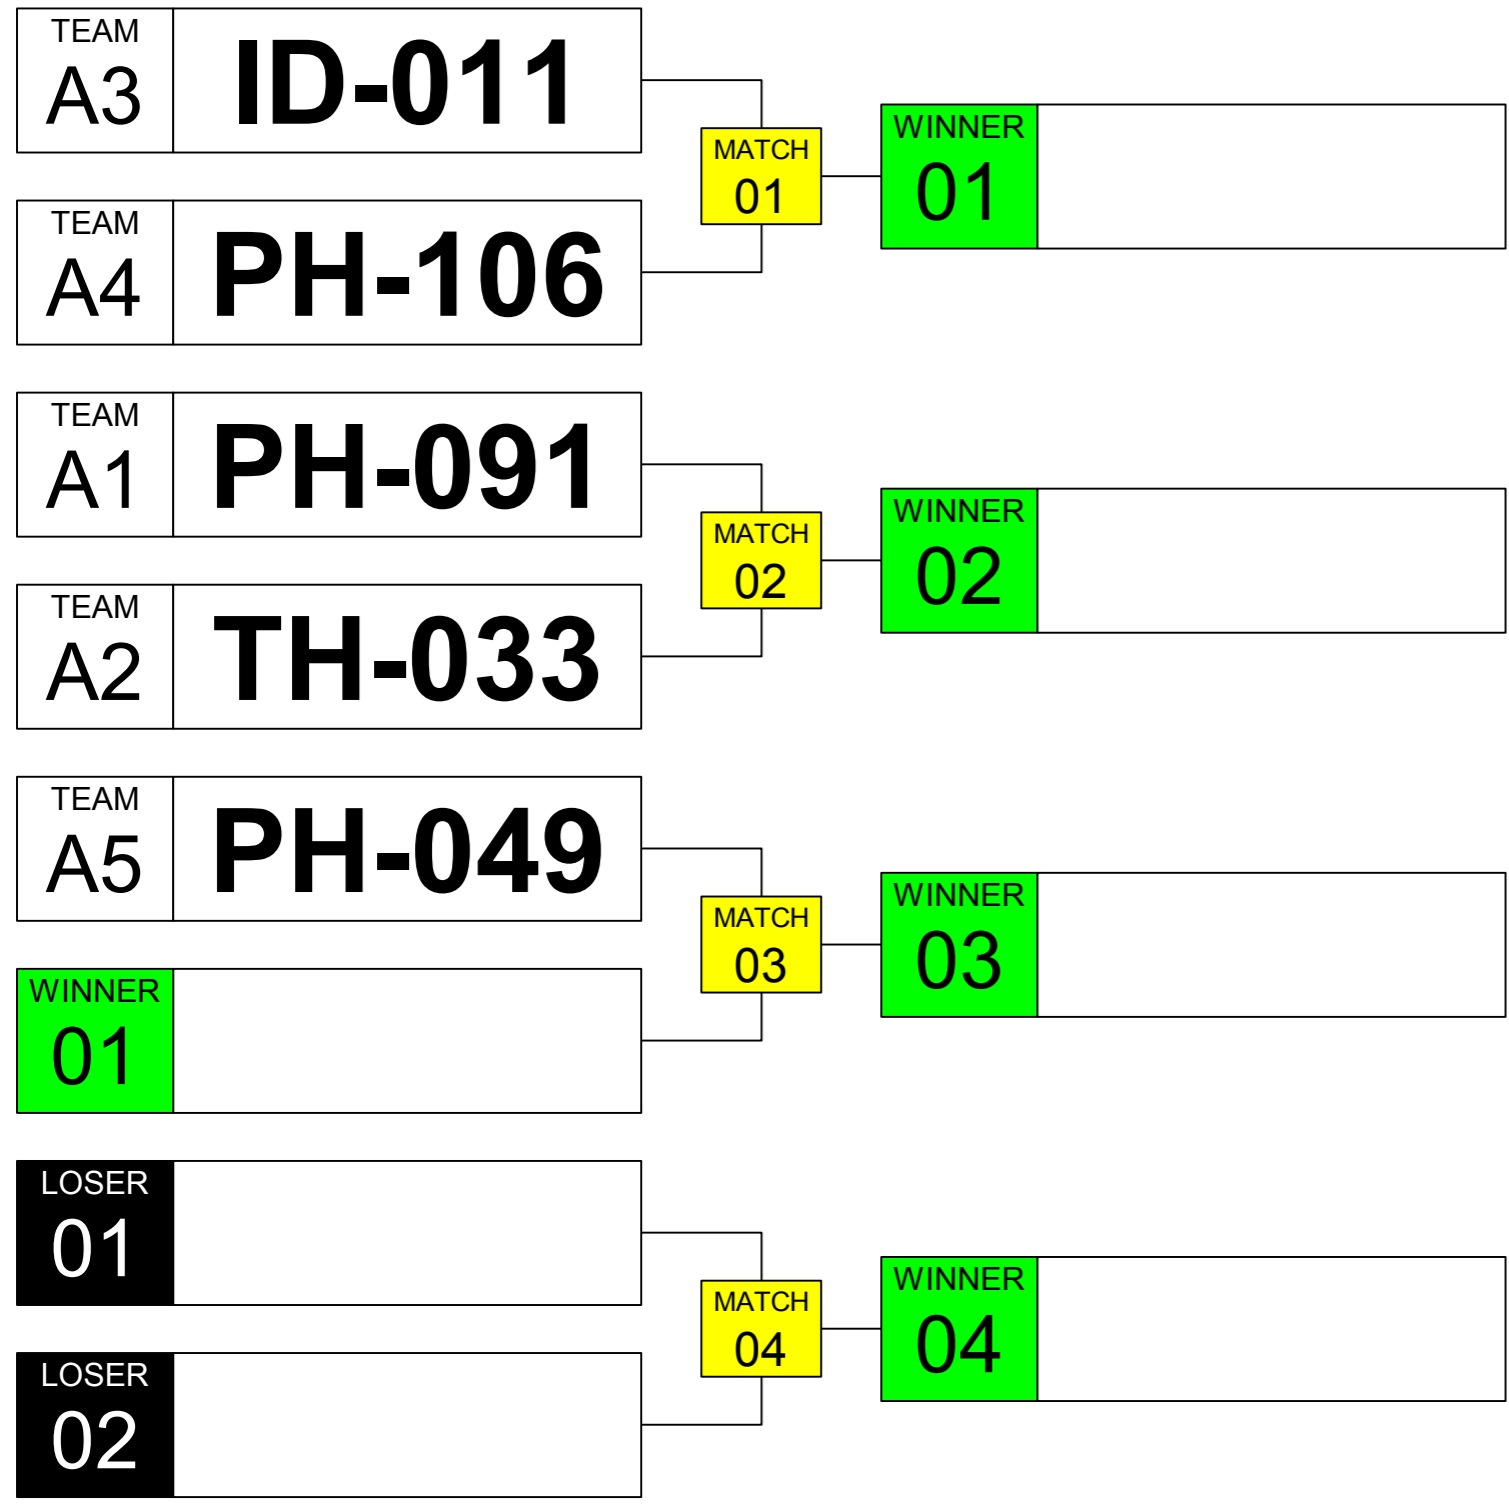 TEAM
A3
ID-011
TEAM
A4
PH-106
MATCH
01
WINNER
01
TEAM
A1
PH-091
TEAM
A2
TH-033
MATCH
02
WINNER
02
TEAM
A5
PH-049
WINNER
01
MATCH
03
WINNER
03
LOSER
01
LOSER
02
MATCH
04
WINNER
04